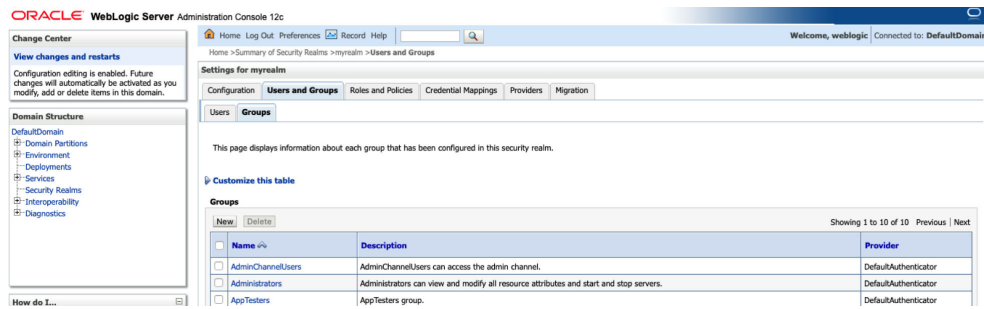 ORACLE WebLogic Server Administration Console 12c
Change Center
View changes and restarts
Configuration editing is enabled. Future
changes will automatically be activated as you
modify, add or delete items in this domain.
Domain Structure
DefaultDomain
Domain Partitions
Environment
Deployments
Services
Security Realms
Interoperability
Diagnostics
How do I...
Home Log Out Preferences Record Help
Welcome, weblogic Connected to: DefaultDomain
Home >Summary of Security Realms >myrealm >Users and Groups
Settings for myrealm
Configuration Users and Groups Roles and Policies Credential Mappings Providers Migration
Users Groups
This page displays information about each group that has been configured in this security realm.
Customize this table
Groups
New Delete Showing 1 to 10 of 10 Previous Next
Name Description Provider
AdminChannelUsers AdminChannelUsers can access the admin channel. DefaultAuthenticator
Administrators Administrators can view and modify all resource attributes and start and stop servers. DefaultAuthenticator
AppTesters AppTesters group. DefaultAuthenticator